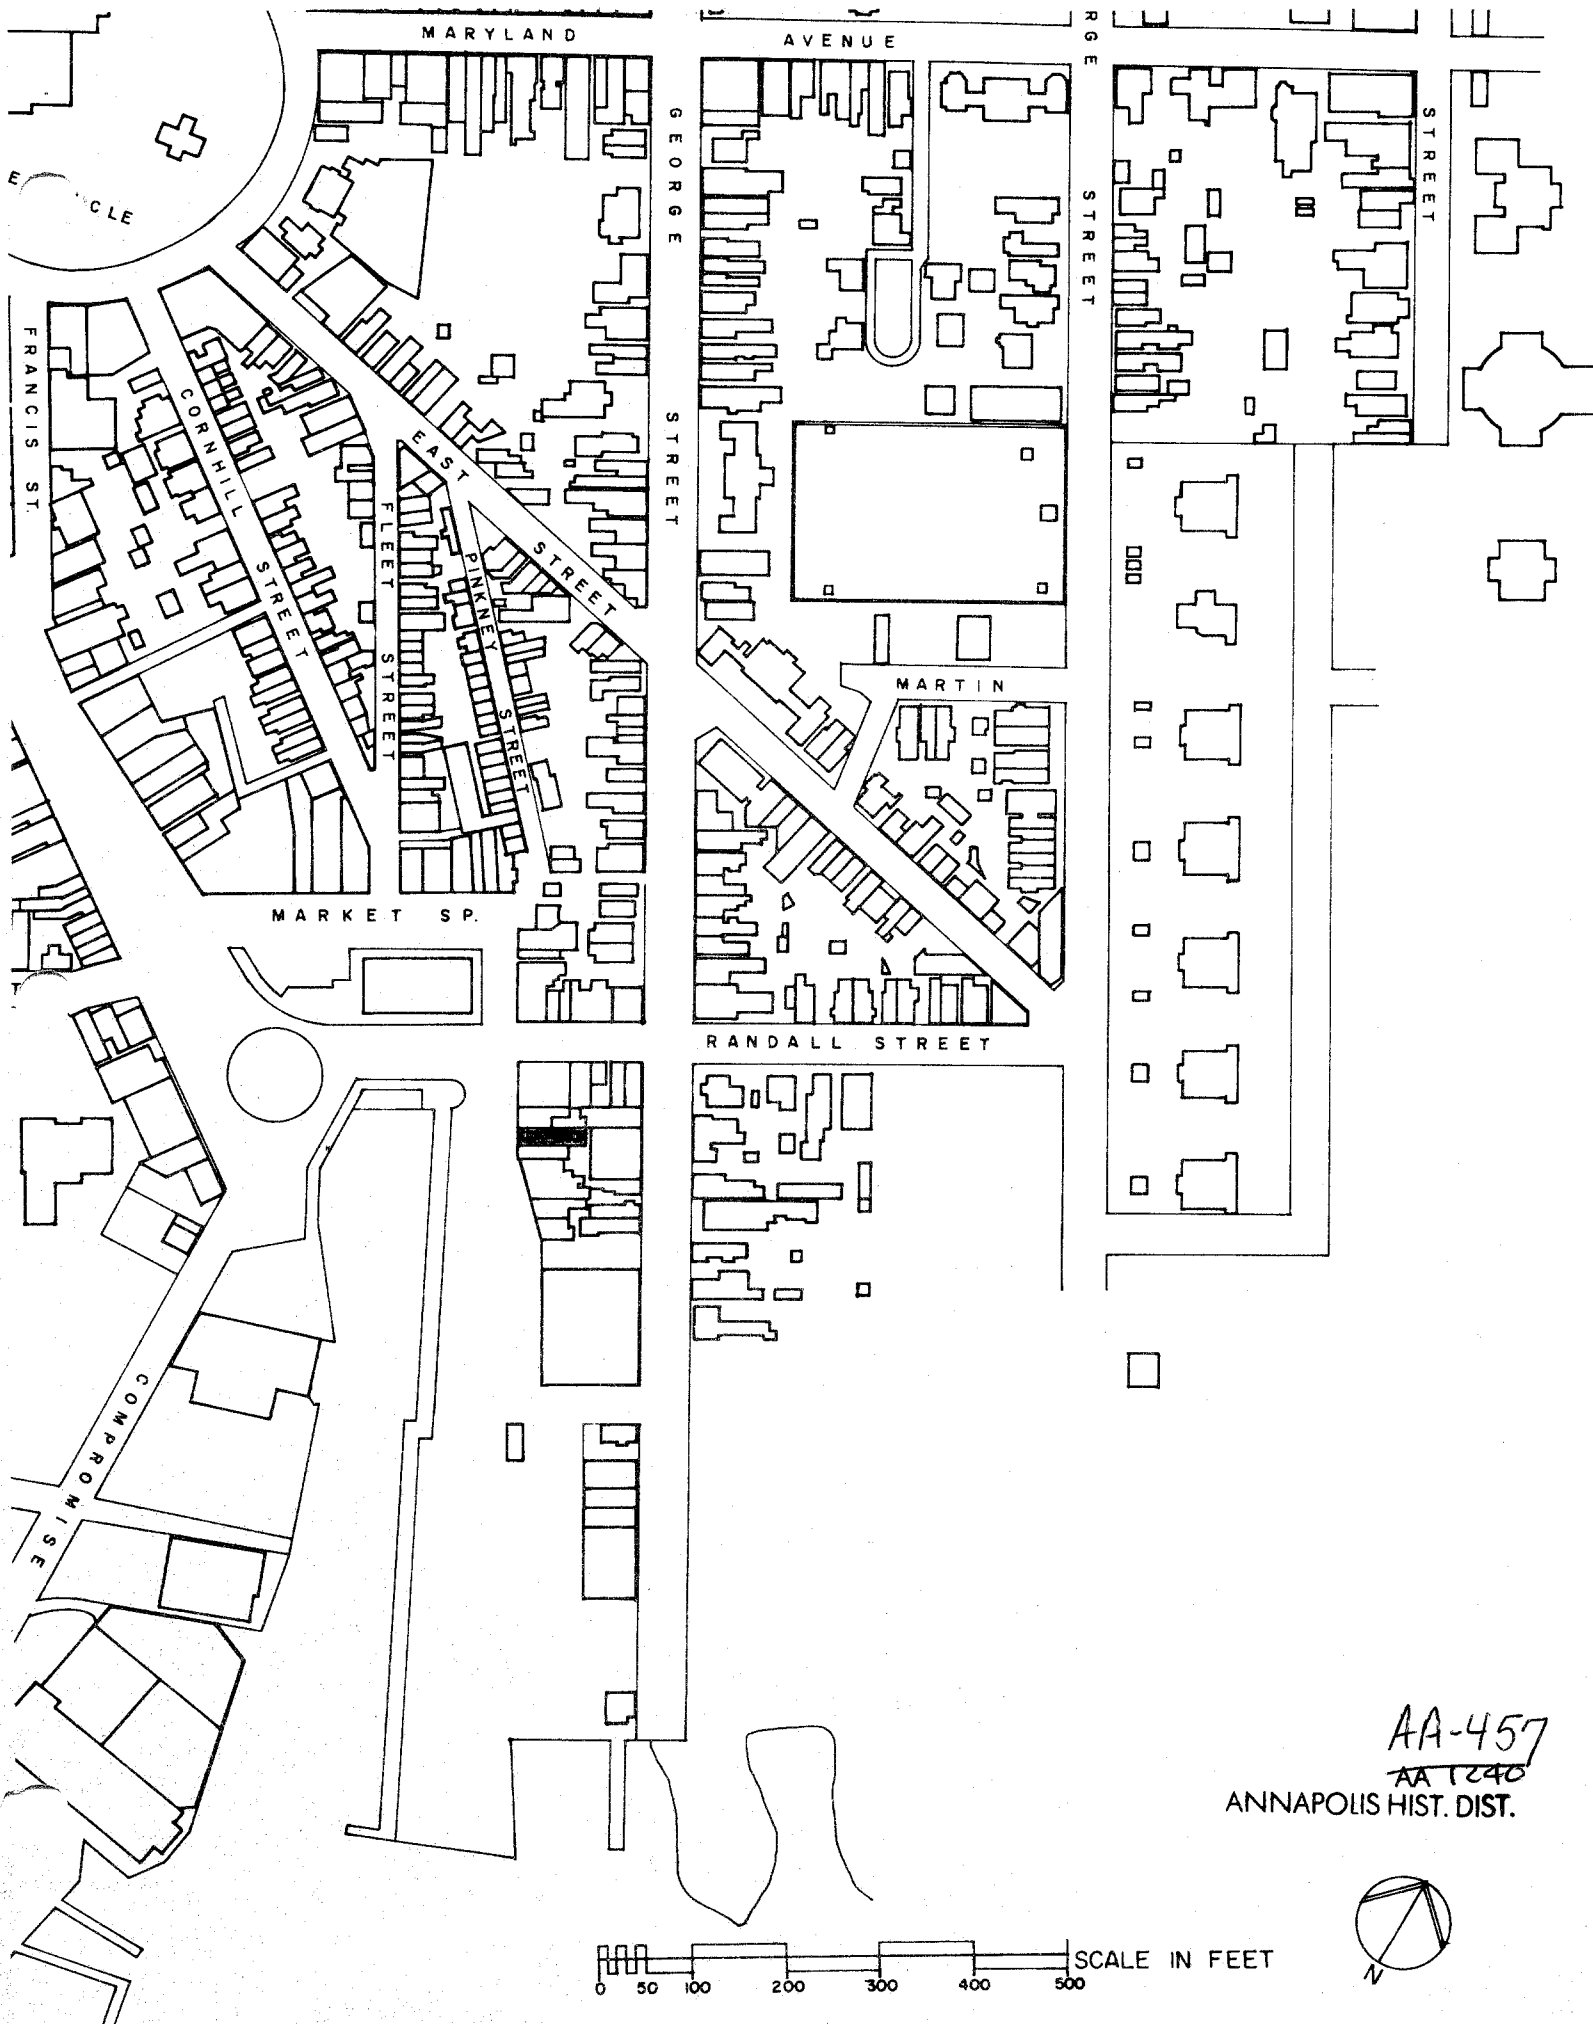 MARYLAND AVENUE
RGE STREET
GEORGE STREET
STREET
CLE
FRANCIS ST.
CORNHILL STREET
EAST STREET
FLEET STREET
PINKNEY STREET
MARTIN
MARKET SP.
RANDALL STREET
COMPROMISE
AA-457
AA 1240
ANNAPOLIS HIST. DIST.
SCALE IN FEET
0 50 100 200 300 400 500
N